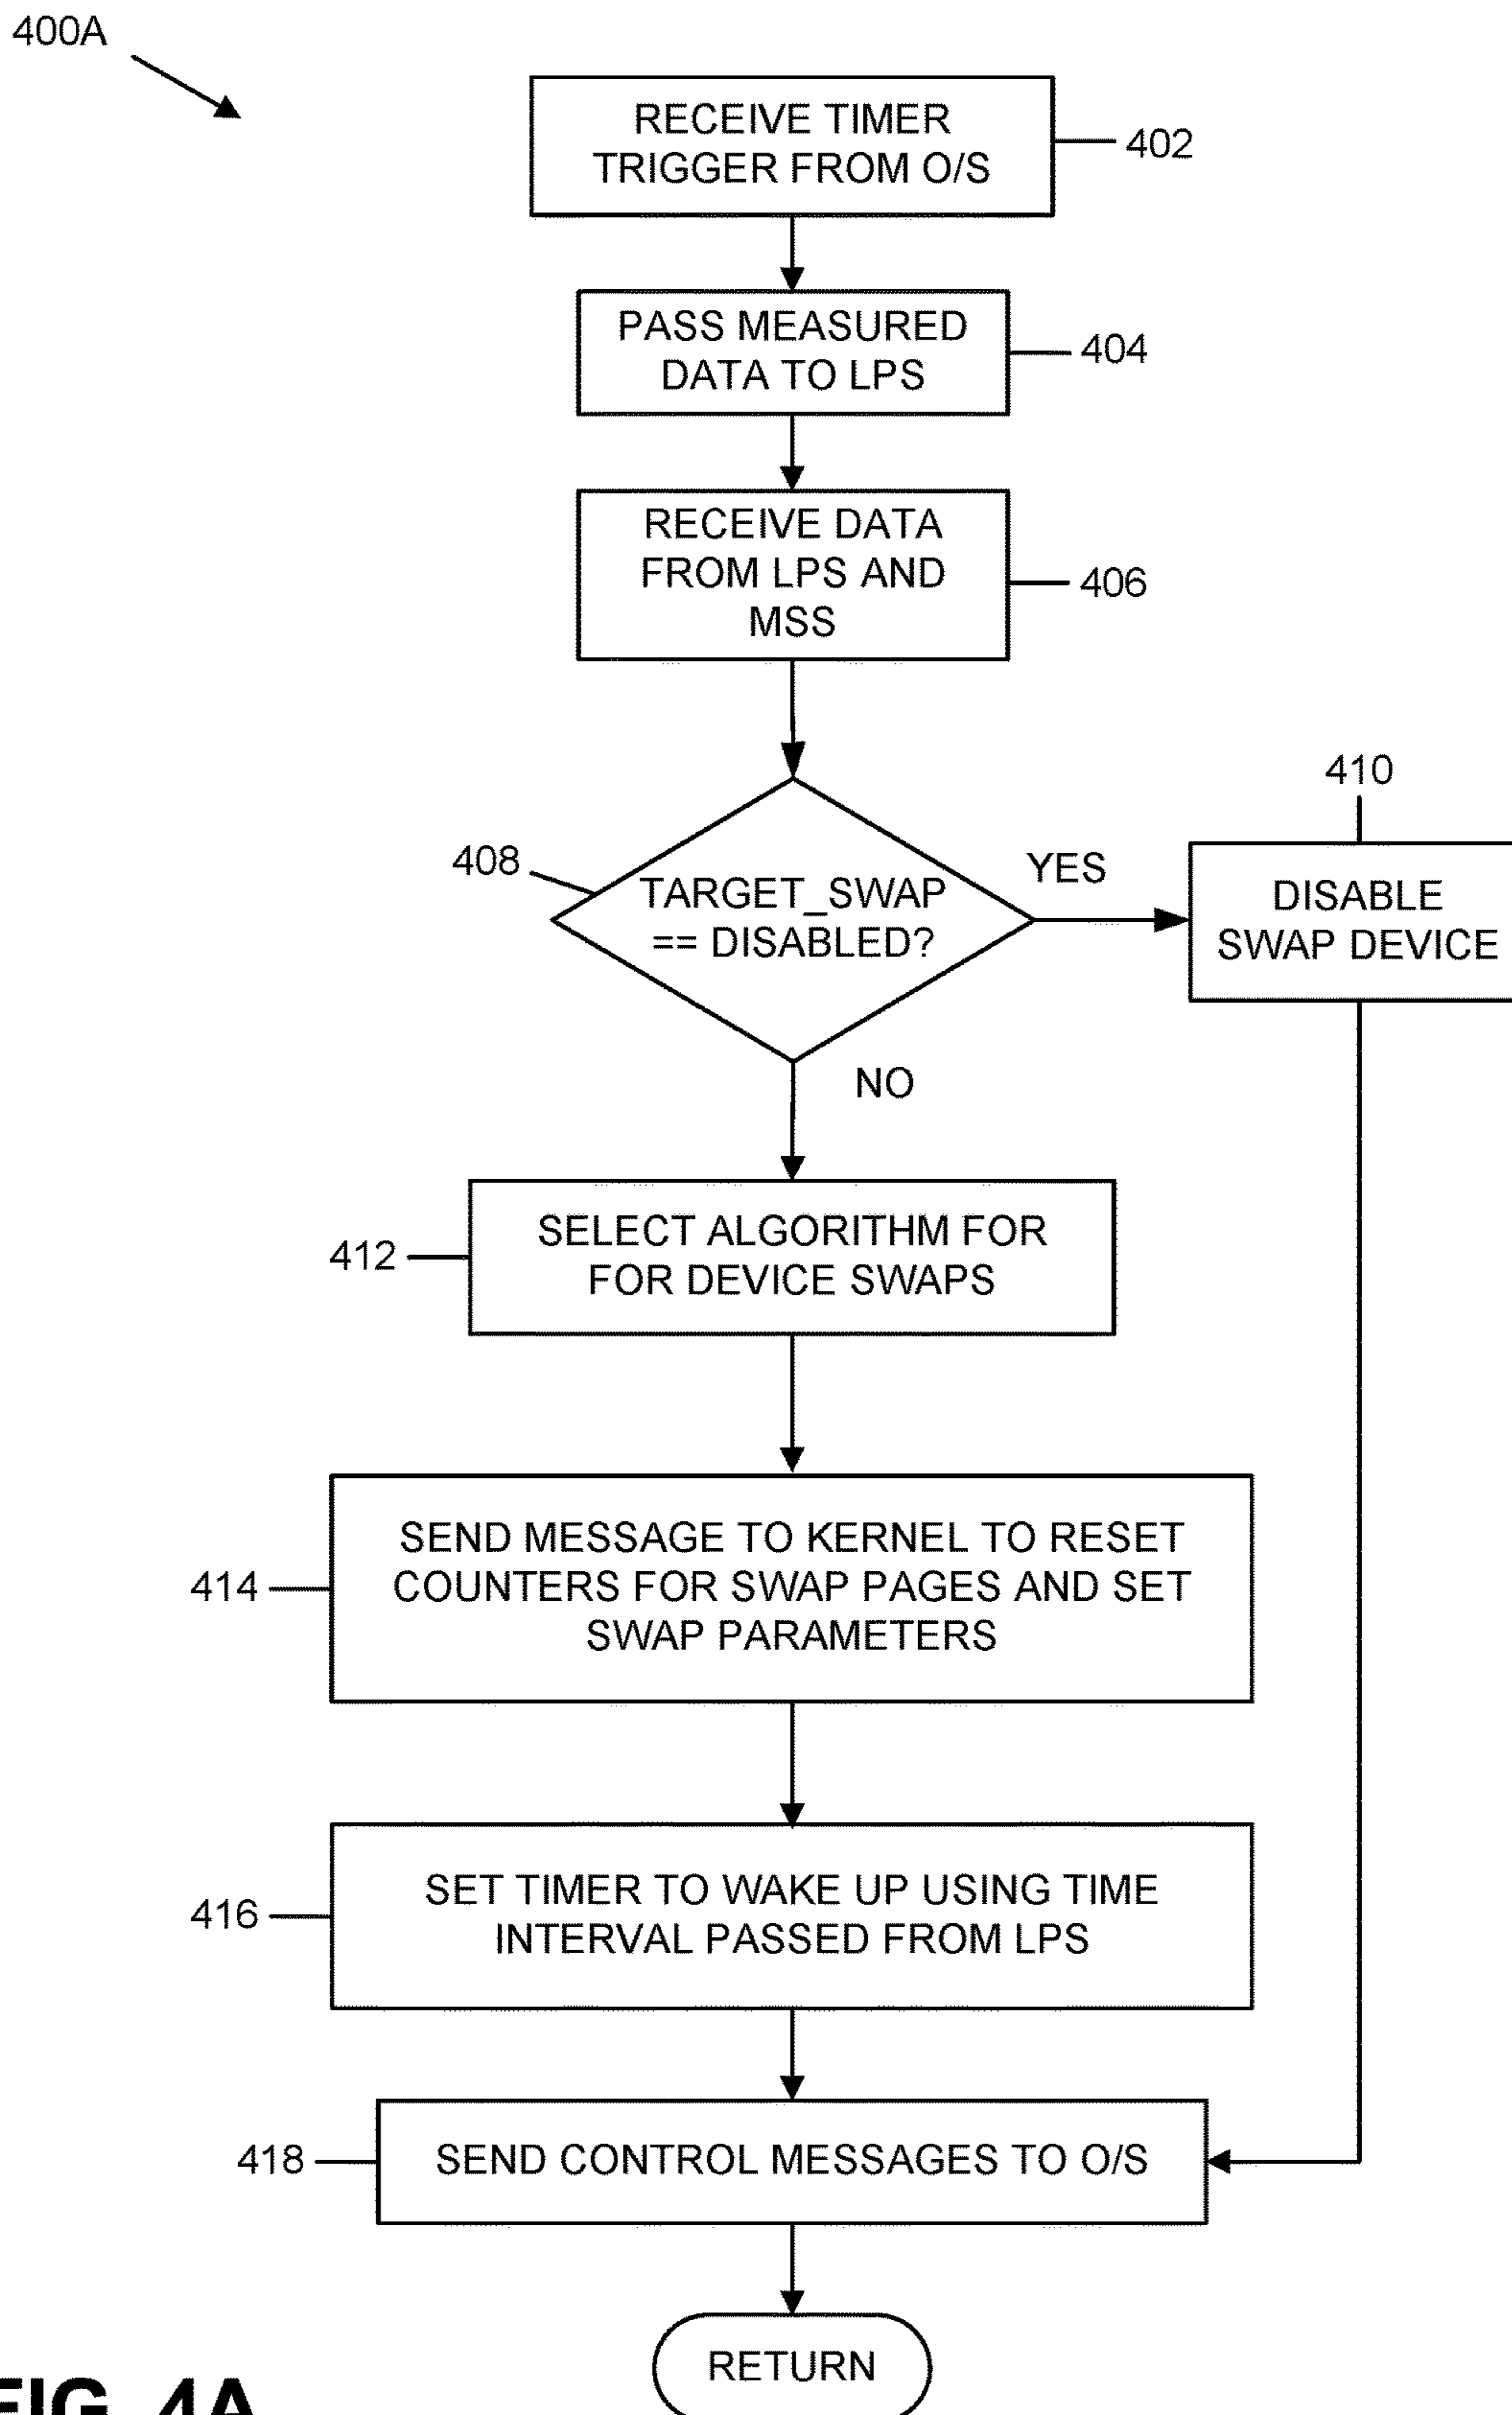 400A
RECEIVE TIMER
TRIGGER FROM O/S
402
PASS MEASURED
DATA TO LPS
404
RECEIVE DATA
FROM LPS AND
MSS
406
408
TARGET_SWAP
== DISABLED?
YES
410
DISABLE
SWAP DEVICE
NO
412
SELECT ALGORITHM FOR
FOR DEVICE SWAPS
414
SEND MESSAGE TO KERNEL TO RESET
COUNTERS FOR SWAP PAGES AND SET
SWAP PARAMETERS
416
SET TIMER TO WAKE UP USING TIME
INTERVAL PASSED FROM LPS
418
SEND CONTROL MESSAGES TO O/S
RETURN
FIG. 4A